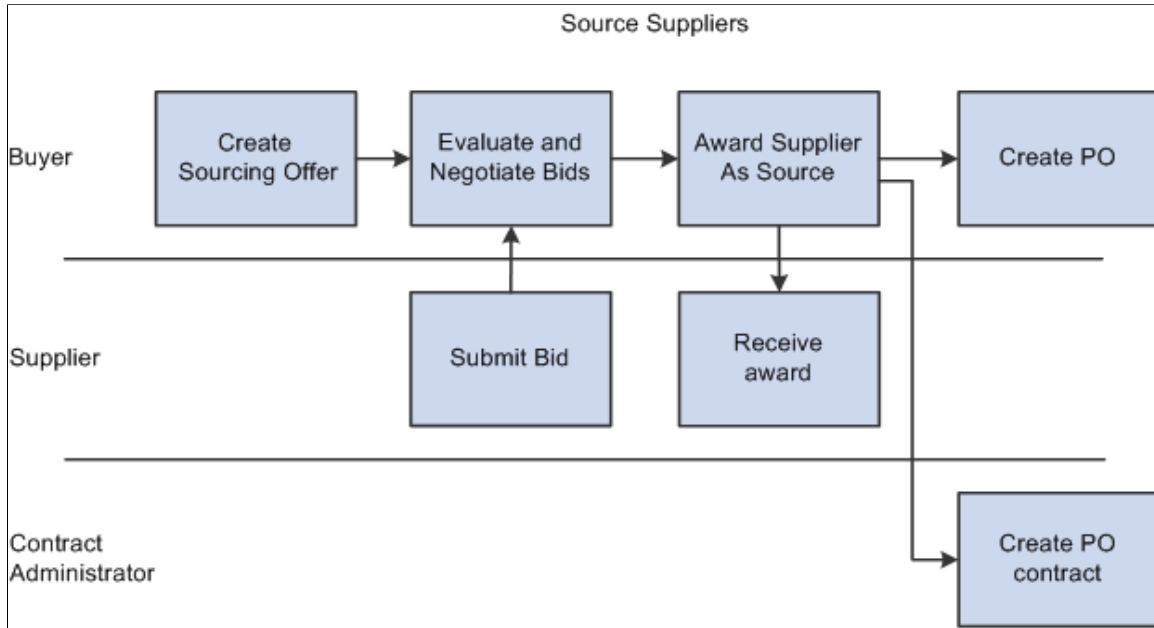 Source Suppliers
Buyer
Create
Sourcing Offer
Evaluate and
Negotiate Bids
Award Supplier
As Source
Create PO
Supplier
Submit Bid
Receive
award
Contract
Administrator
Create PO
contract